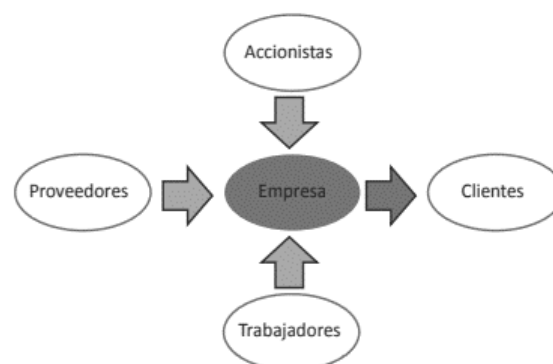 Accionistas
Proveedores
Empresa
Clientes
Trabajadores